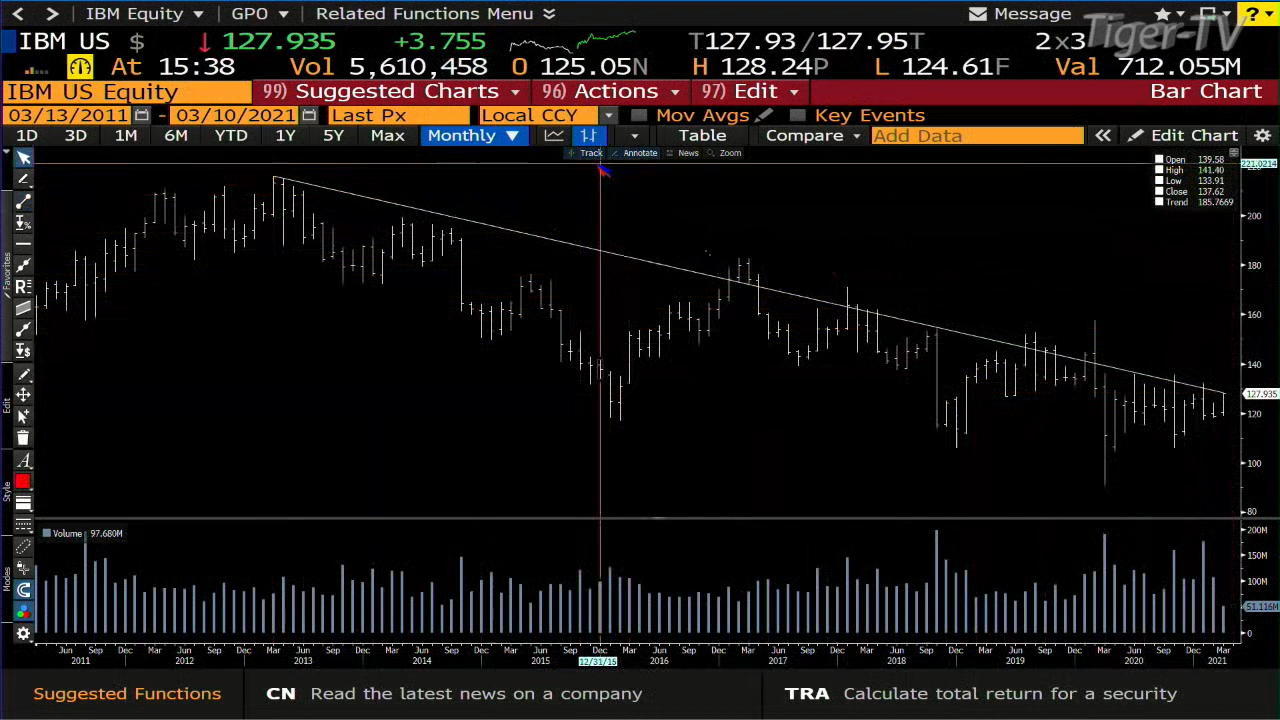 IBM Equity GPO Related Functions Menu Message ?
Tiger-TV
IBM US $ 127.935 +3.755 T127.93 /127.95T 2x3
At 15:38 Vol 5,610,458 O 125.05N H 128.24P L 124.61F Val 712.055M
IBM US Equity 99) Suggested Charts 96) Actions 97) Edit Bar Chart
03/13/2011 - 03/10/2021 Last Px Local CCY Mov Avgs Key Events
1D 3D 1M 6M YTD 1Y 5Y Max Monthly Table Compare Add Data Edit Chart
Track Annotate News Zoom
Open 139.58
High 141.40
Low 133.91
Close 137.62
Trend 185.7669
221.0214
200
180
160
140
127.935
120
100
80
Favorites
Edit
Style
Modes
Volume 97.680M
200M
150M
100M
51.116M
0
Jun Sep Dec Mar Jun Sep Dec Mar Jun Sep Dec Mar Jun Sep Dec Mar Jun Sep Dec Mar Jun Sep Dec Mar Jun Sep Dec Mar Jun Sep Dec Mar Jun Sep Dec Mar Jun Sep Dec Mar
2011 2012 2013 2014 2015 12/31/15 2016 2017 2018 2019 2020 2021
Suggested Functions CN Read the latest news on a company TRA Calculate total return for a security